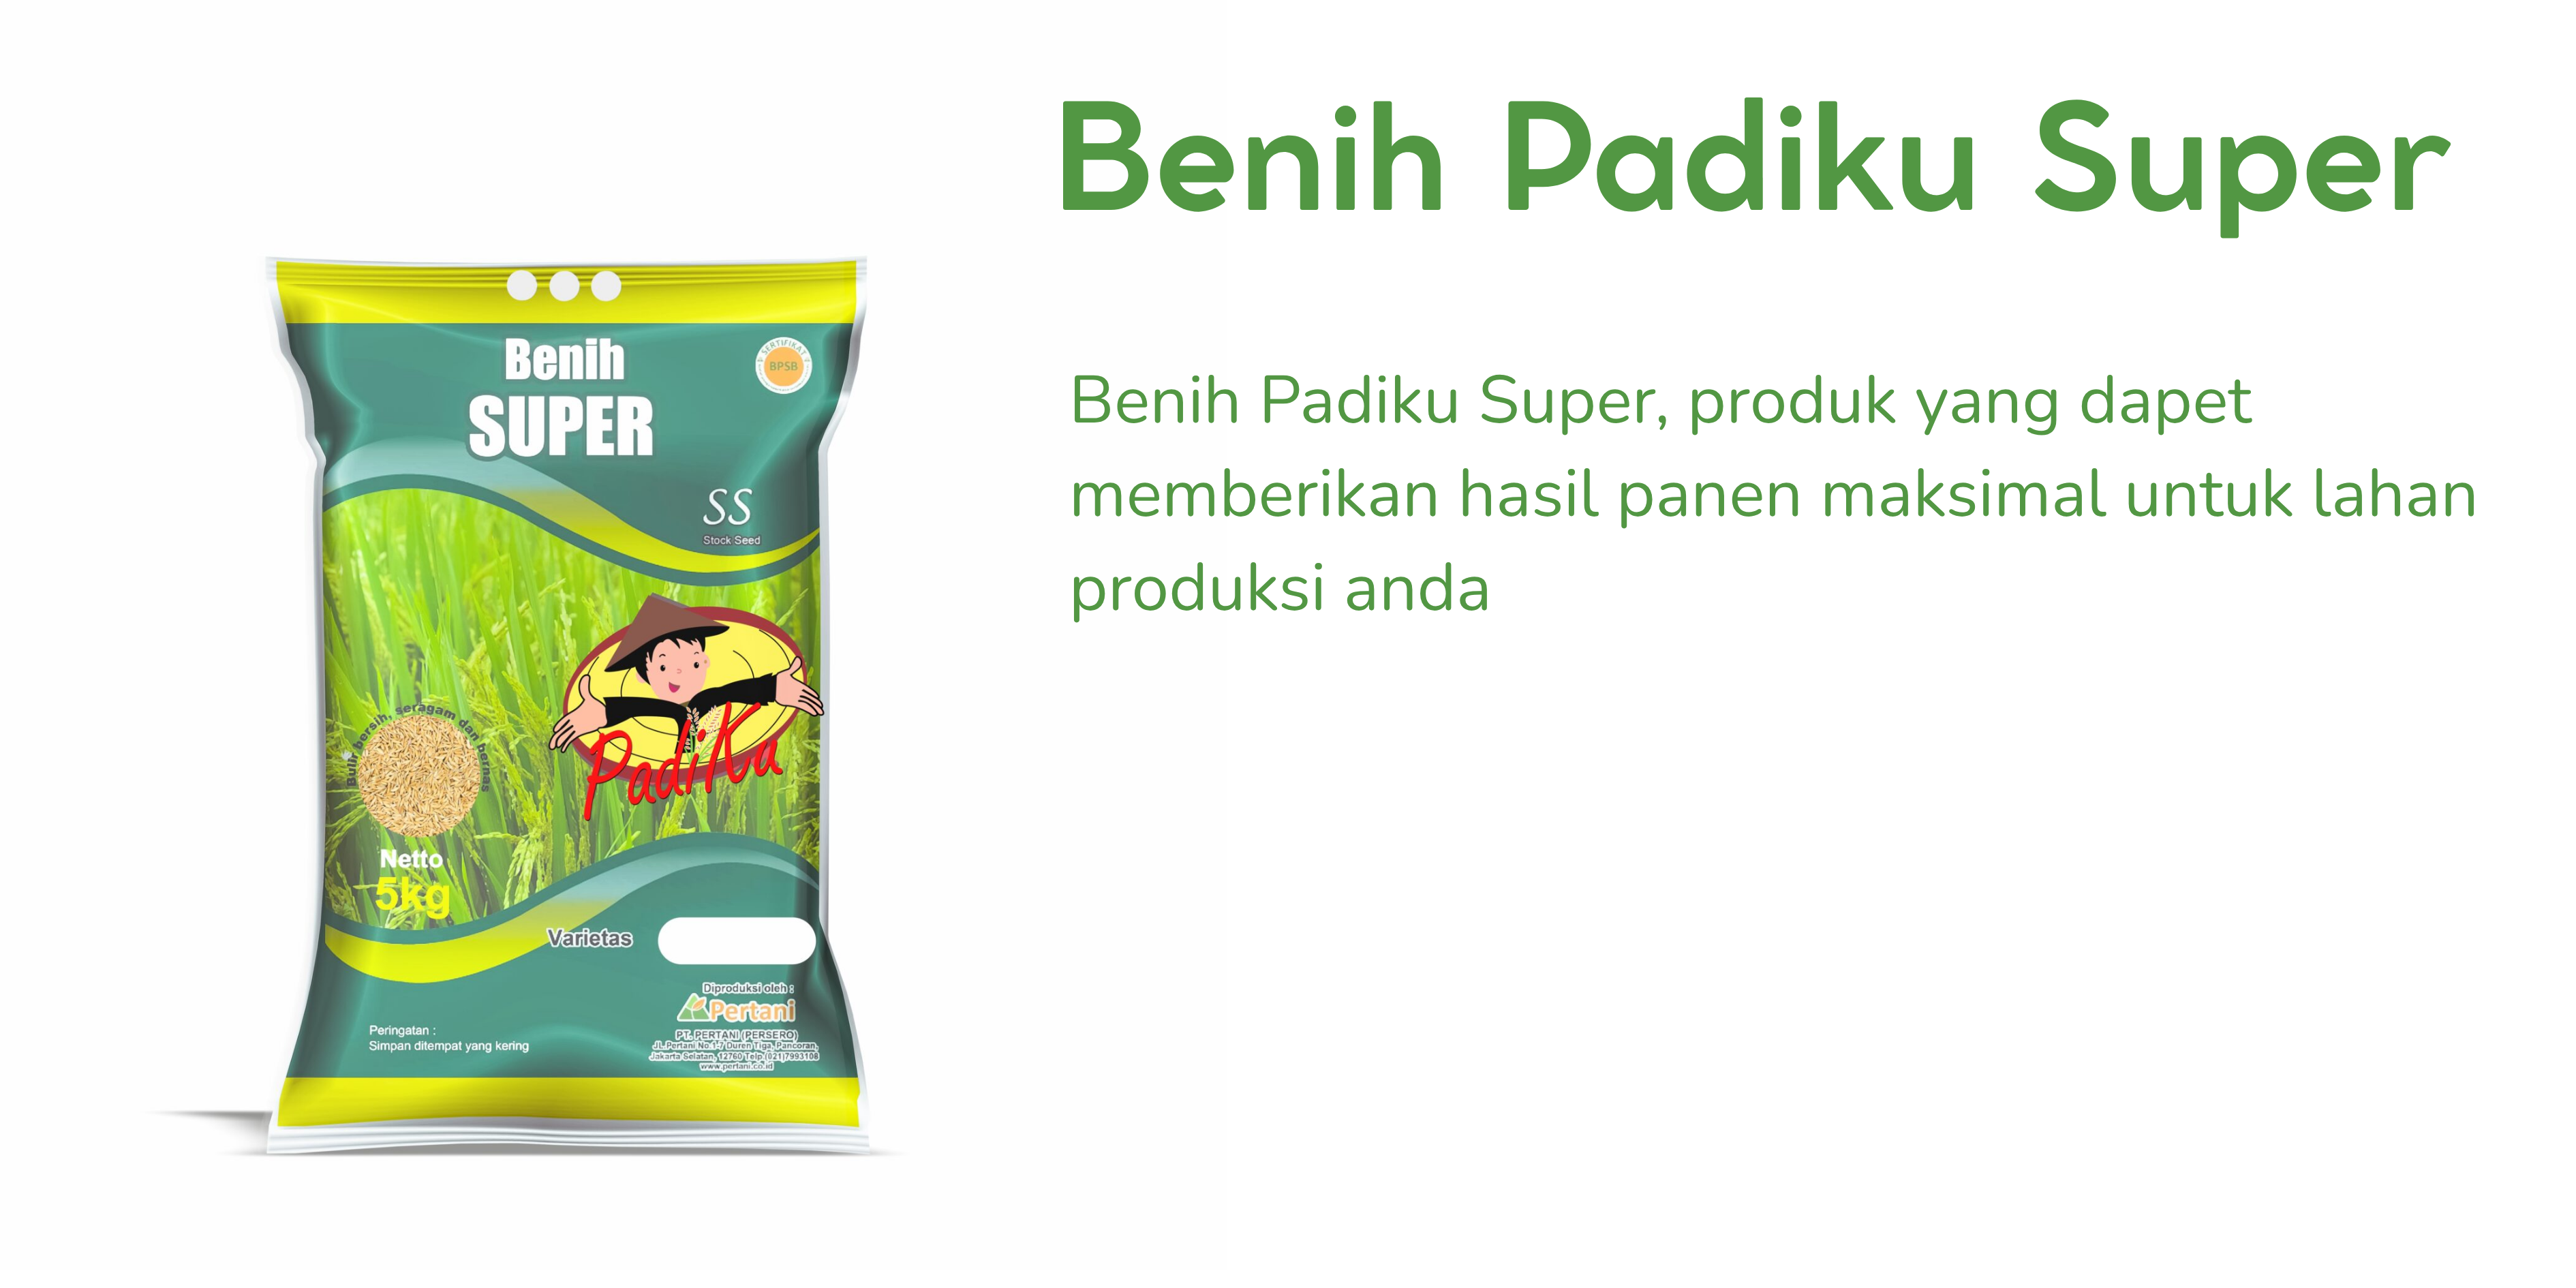 Benih Padiku Super
Benih Padiku Super, produk yang dapet
memberikan hasil panen maksimal untuk lahan
produksi anda
Benih
SUPER
SERTIFIKAT
BPSB
SS
Stock Seed
PadiKu
Bulir bersih, seragam dan bernas
Netto
5kg
Varietas
Diproduksi oleh :
Pertani
PT. PERTANI (PERSERO)
JL.Pertani No.1-7 Duren Tiga, Pancoran,
Jakarta Selatan, 12760 Telp.(021)7993108
www.pertani.co.id
Peringatan :
Simpan ditempat yang kering